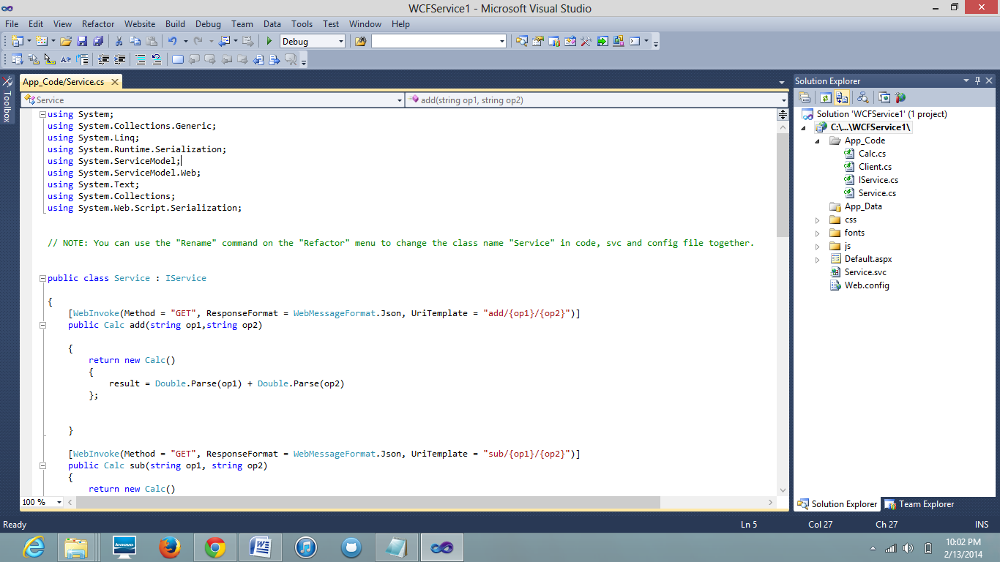 WCFService1 - Microsoft Visual Studio
File Edit View Refactor Website Build Debug Team Data Tools Test Window Help
Debug
Toolbox
App_Code/Service.cs
Service
add(string op1, string op2)
using System;
using System.Collections.Generic;
using System.Linq;
using System.Runtime.Serialization;
using System.ServiceModel;
using System.ServiceModel.Web;
using System.Text;
using System.Collections;
using System.Web.Script.Serialization;
// NOTE: You can use the "Rename" command on the "Refactor" menu to change the class name "Service" in code, svc and config file together.
public class Service : IService
{
[WebInvoke(Method = "GET", ResponseFormat = WebMessageFormat.Json, UriTemplate = "add/{op1}/{op2}")]
public Calc add(string op1,string op2)
{
return new Calc()
{
result = Double.Parse(op1) + Double.Parse(op2)
};
}
[WebInvoke(Method = "GET", ResponseFormat = WebMessageFormat.Json, UriTemplate = "sub/{op1}/{op2}")]
public Calc sub(string op1, string op2)
{
return new Calc()
100 %
Solution Explorer
Solution 'WCFService1' (1 project)
C:\...\WCFService1\
App_Code
Calc.cs
Client.cs
IService.cs
Service.cs
App_Data
css
fonts
js
Default.aspx
Service.svc
Web.config
Solution Explorer Team Explorer
Ready Ln 5 Col 27 Ch 27 INS
lenovo
10:02 PM
2/13/2014